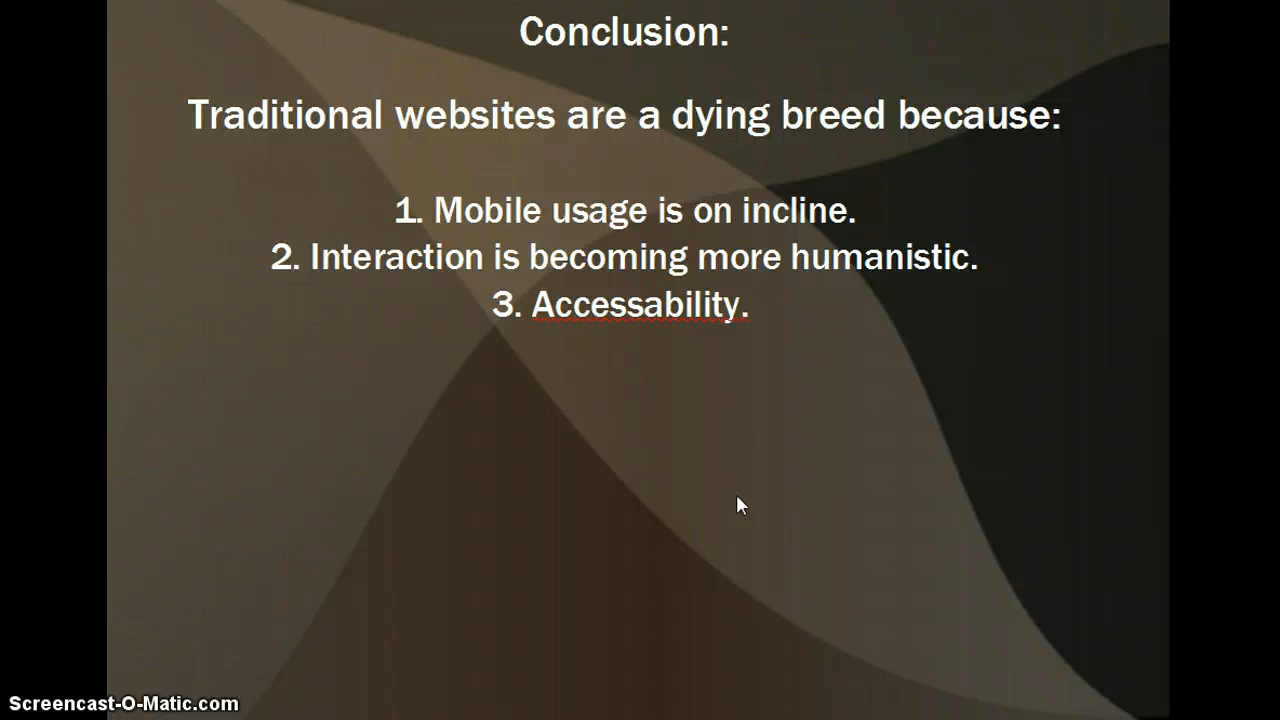 Conclusion:
Traditional websites are a dying breed because:
1. Mobile usage is on incline.
2. Interaction is becoming more humanistic.
3. Accessability.
Screencast-O-Matic.com